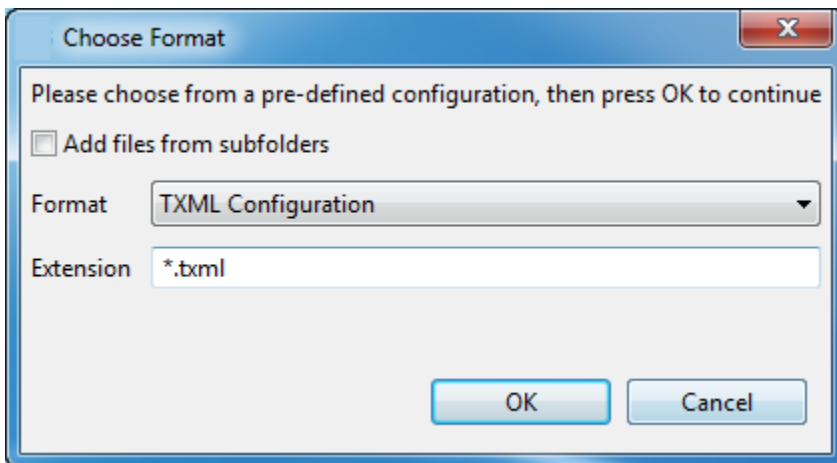 Choose Format
Please choose from a pre-defined configuration, then press OK to continue
Add files from subfolders
Format TXML Configuration
Extension *.txml
OK Cancel